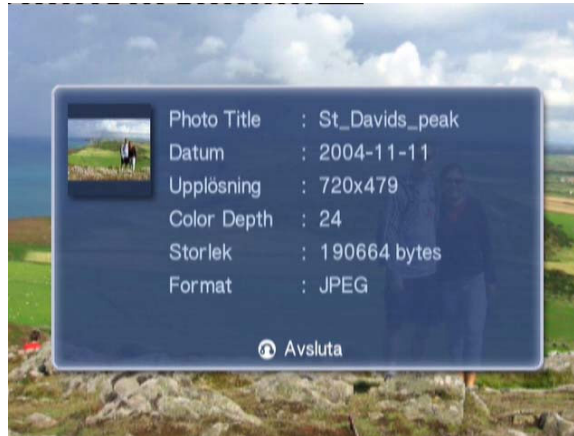 Photo Title : St_Davids_peak
Datum : 2004-11-11
Upplösning : 720x479
Color Depth : 24
Storlek : 190664 bytes
Format : JPEG
Avsluta